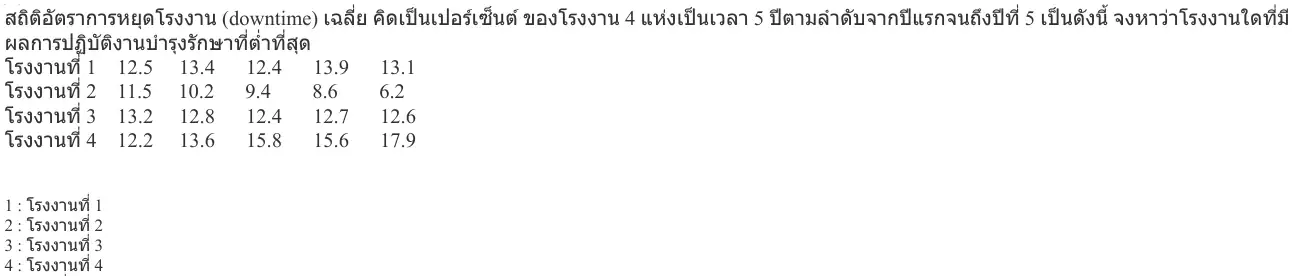 สถิติอัตราการหยุดโรงงาน (downtime) เฉลี่ย คิดเป็นเปอร์เซ็นต์ ของโรงงาน 4 แห่งเป็นเวลา 5 ปีตามลำดับจากปีแรกจนถึงปีที่ 5 เป็นดังนี้ จงหาว่าโรงงานใดที่มี
ผลการปฏิบัติงานบำรุงรักษาที่ต่ำที่สุด
โรงงานที่ 1 12.5 13.4 12.4 13.9 13.1
โรงงานที่ 2 11.5 10.2 9.4 8.6 6.2
โรงงานที่ 3 13.2 12.8 12.4 12.7 12.6
โรงงานที่ 4 12.2 13.6 15.8 15.6 17.9
1 : โรงงานที่ 1
2 : โรงงานที่ 2
3 : โรงงานที่ 3
4 : โรงงานที่ 4